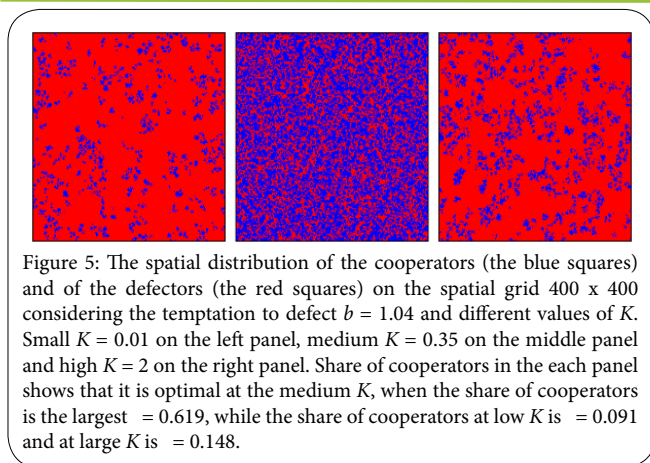 Figure 5: The spatial distribution of the cooperators (the blue squares)
and of the defectors (the red squares) on the spatial grid 400 x 400
considering the temptation to defect b = 1.04 and different values of K.
Small K = 0.01 on the left panel, medium K = 0.35 on the middle panel
and high K = 2 on the right panel. Share of cooperators in the each panel
shows that it is optimal at the medium K, when the share of cooperators
is the largest = 0.619, while the share of cooperators at low K is = 0.091
and at large K is = 0.148.